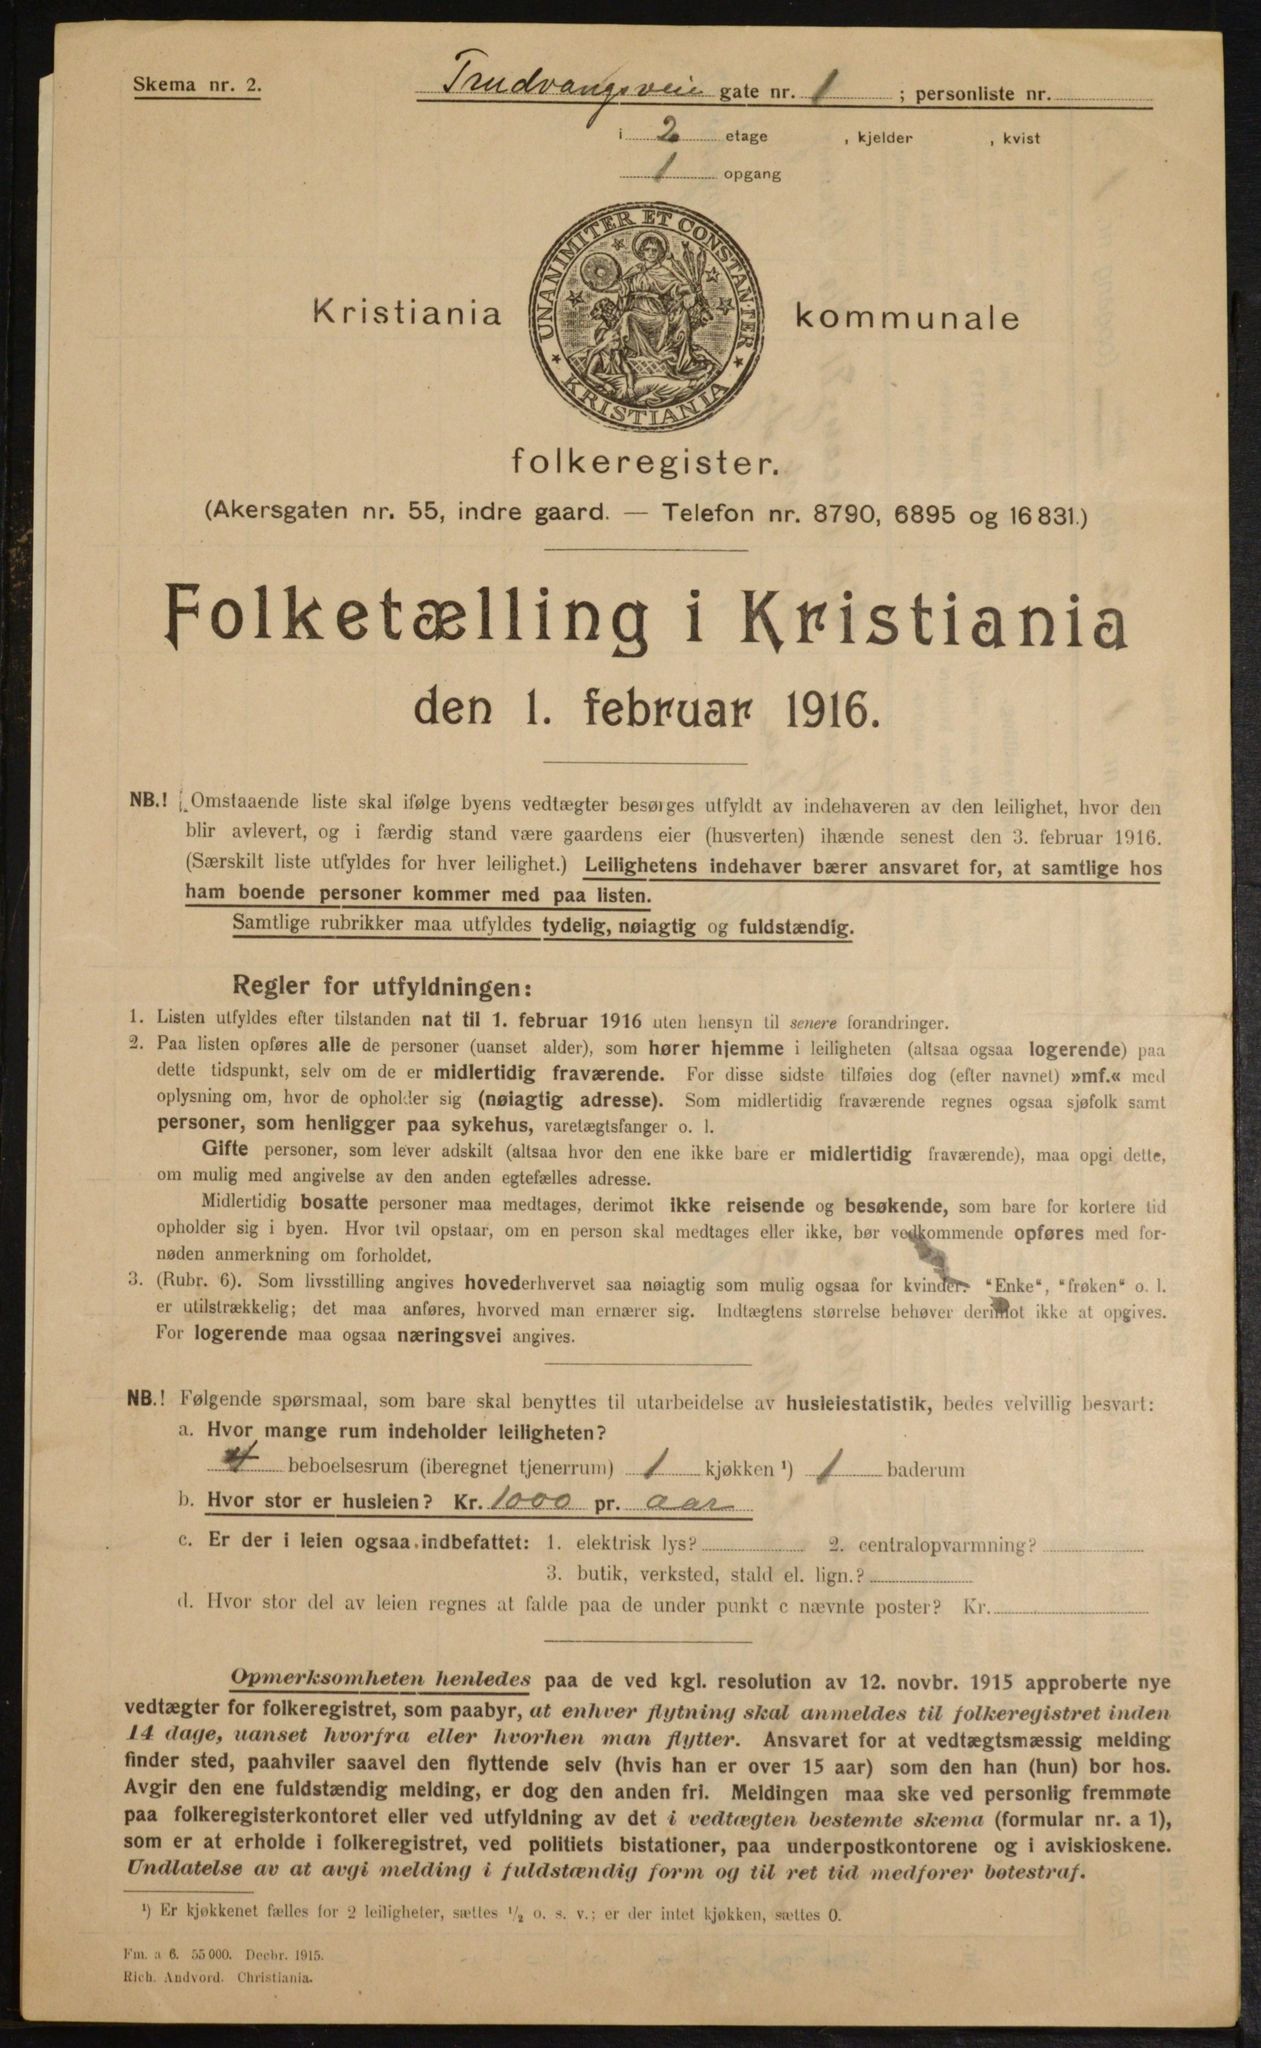 Skema nr. 2.
Trudvangsveie gate nr. 1 ; personliste nr.
i 2 etage , kjelder , kvist
1 opgang
UNANIMITER ET CONSTANTER
KRISTIANIA
Kristiania kommunale
folkeregister.
(Akersgaten nr. 55, indre gaard. — Telefon nr. 8790, 6895 og 16 831.)
Folketælling i Kristiania
den 1. februar 1916.
NB.! Omstaaende liste skal ifølge byens vedtægter besørges utfyldt av indehaveren av den leilighet, hvor den
blir avlevert, og i færdig stand være gaardens eier (husverten) ihænde senest den 3. februar 1916.
(Særskilt liste utfyldes for hver leilighet.) Leilighetens indehaver bærer ansvaret for, at samtlige hos
ham boende personer kommer med paa listen.
Samtlige rubrikker maa utfyldes tydelig, nøiagtig og fuldstændig.
Regler for utfyldningen:
1. Listen utfyldes efter tilstanden nat til 1. februar 1916 uten hensyn til senere forandringer.
2. Paa listen opføres alle de personer (uanset alder), som hører hjemme i leiligheten (altsaa ogsaa logerende) paa
dette tidspunkt, selv om de er midlertidig fraværende. For disse sidste tilføies dog (efter navnet) »mf.« med
oplysning om, hvor de opholder sig (nøiagtig adresse). Som midlertidig fraværende regnes ogsaa sjøfolk samt
personer, som henligger paa sykehus, varetægtsfanger o. l.
Gifte personer, som lever adskilt (altsaa hvor den ene ikke bare er midlertidig fraværende), maa opgi dette,
om mulig med angivelse av den anden egtefælles adresse.
Midlertidig bosatte personer maa medtages, derimot ikke reisende og besøkende, som bare for kortere tid
opholder sig i byen. Hvor tvil opstaar, om en person skal medtages eller ikke, bør vedkommende opføres med for-
nøden anmerkning om forholdet.
3. (Rubr. 6). Som livsstilling angives hovederhvervet saa nøiagtig som mulig ogsaa for kvinder. "Enke", "frøken" o. l.
er utilstrækkelig; det maa anføres, hvorved man ernærer sig. Indtægtens størrelse behøver derimot ikke at opgives.
For logerende maa ogsaa næringsvei angives.
NB.! Følgende spørsmaal, som bare skal benyttes til utarbeidelse av husleiestatistik, bedes velvillig besvart:
a. Hvor mange rum indeholder leiligheten?
4 beboelsesrum (iberegnet tjenerrum) 1 kjøkken ¹) 1 baderum
b. Hvor stor er husleien? Kr. 1000 pr. aar
c. Er der i leien ogsaa indbefattet: 1. elektrisk lys? 2. centralopvarmning?
3. butik, verksted, stald el. lign.?
d. Hvor stor del av leien regnes at falde paa de under punkt c nævnte poster? Kr.
Opmerksomheten henledes paa de ved kgl. resolution av 12. novbr. 1915 approberte nye
vedtægter for folkeregistret, som paabyr, at enhver flytning skal anmeldes til folkeregistret inden
14 dage, uanset hvorfra eller hvorhen man flytter. Ansvaret for at vedtægtsmæssig melding
finder sted, paahviler saavel den flyttende selv (hvis han er over 15 aar) som den han (hun) bor hos.
Avgir den ene fuldstændig melding, er dog den anden fri. Meldingen maa ske ved personlig fremmøte
paa folkeregisterkontoret eller ved utfyldning av det i vedtægten bestemte skema (formular nr. a 1),
som er at erholde i folkeregistret, ved politiets bistationer, paa underpostkontorene og i aviskioskene.
Undlatelse av at avgi melding i fuldstændig form og til ret tid medfører bøtestraf.
¹) Er kjøkkenet fælles for 2 leiligheter, sættes ½ o. s. v.; er der intet kjøkken, sættes 0.
Fm. a 6. 55 000. Decbr. 1915.
Rich. Andvord. Christiania.